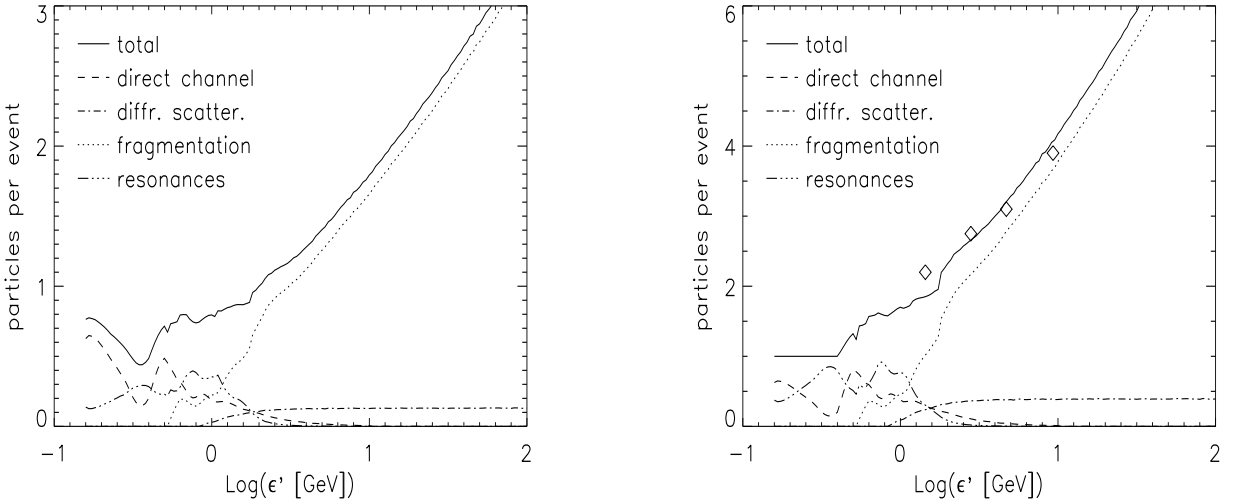 3
2
1
0
particles per event
total
direct channel
diffr. scatter.
fragmentation
resonances
−1 0 1 2
Log(ϵ' [GeV])
6
4
2
0
particles per event
total
direct channel
diffr. scatter.
fragmentation
resonances
−1 0 1 2
Log(ϵ' [GeV])